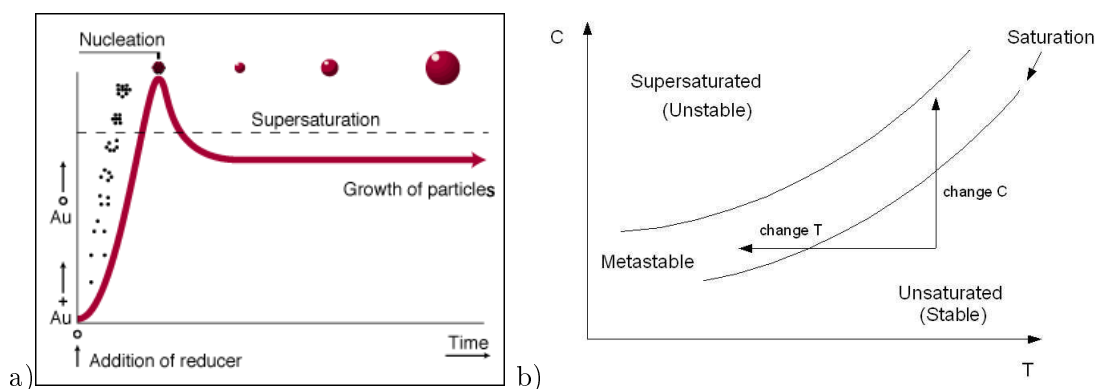 a)
Nucleation
Supersaturation
Growth of particles
Au
+
Au
Time
Addition of reducer
b)
C
Saturation
Supersaturated
(Unstable)
change C
change T
Metastable
Unsaturated
(Stable)
T